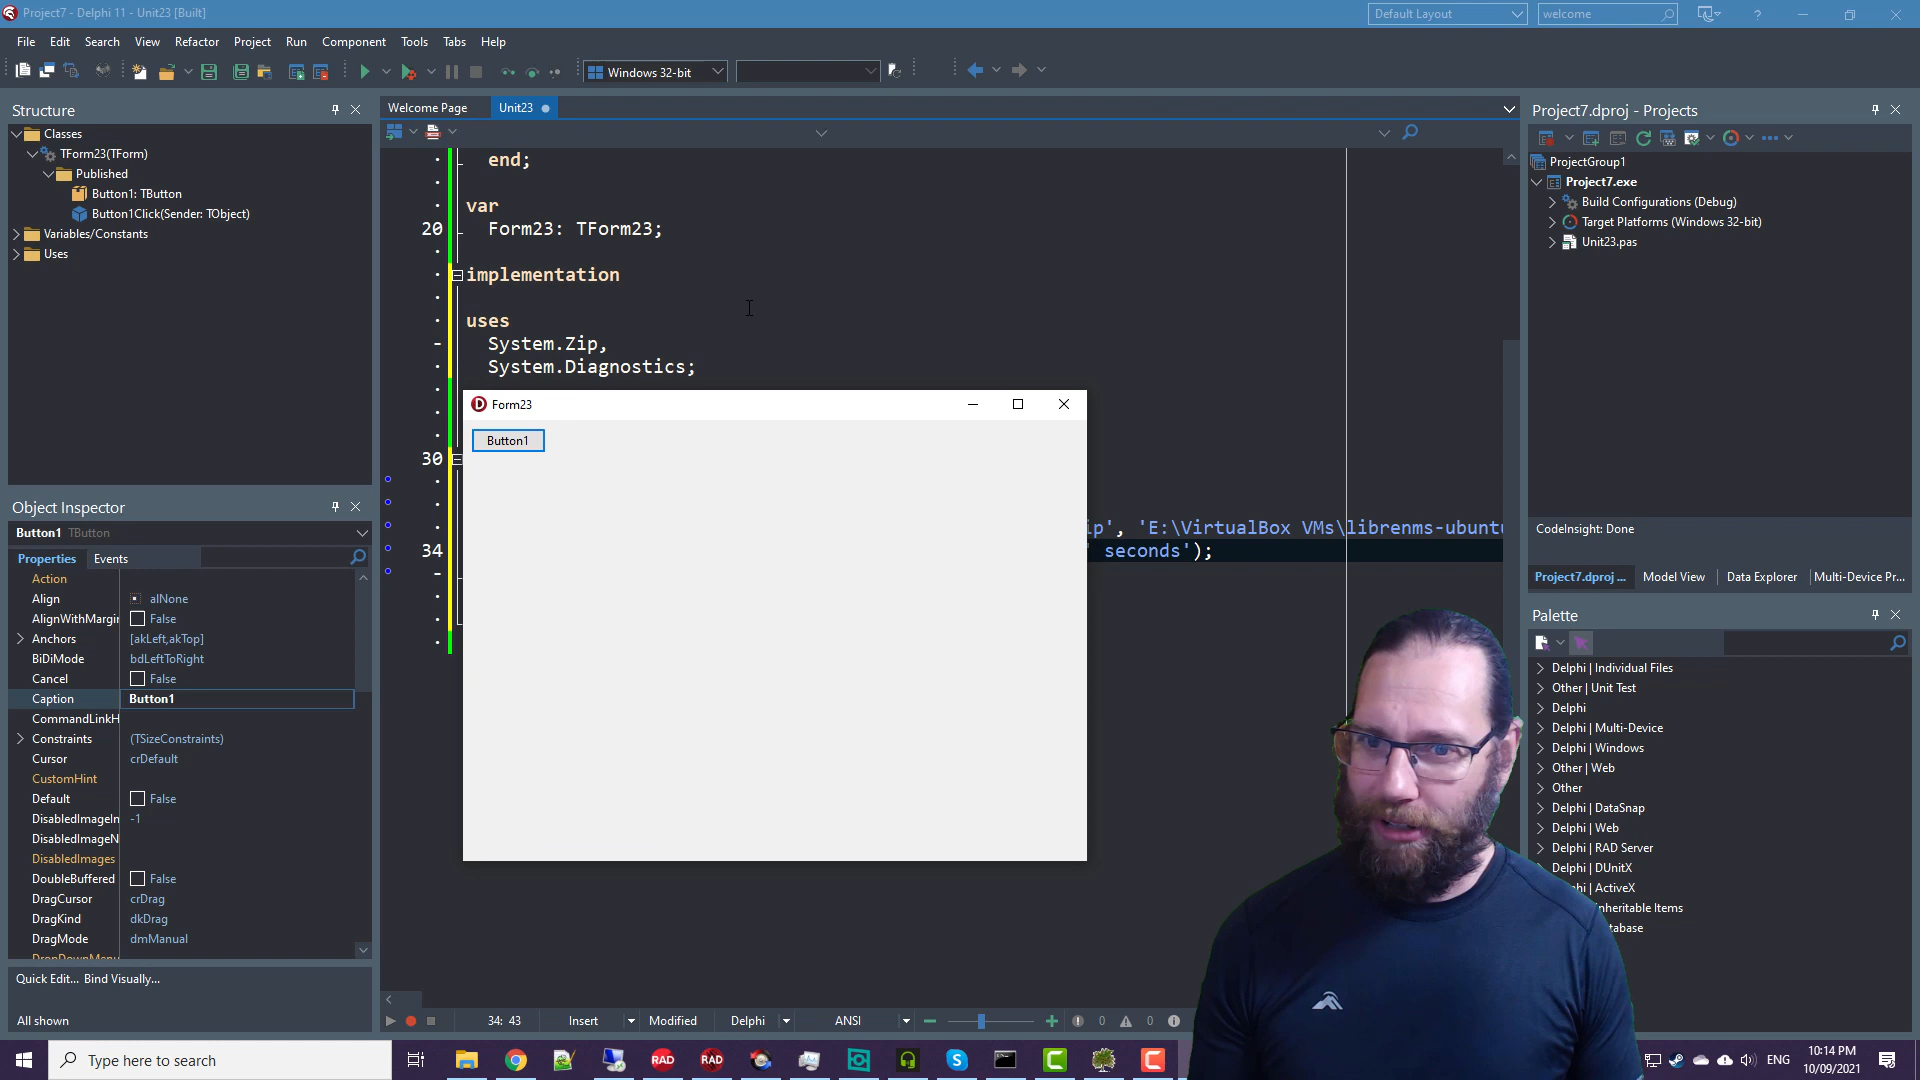 Project7 - Delphi 11 - Unit23 [Built]
Default Layout
welcome
File Edit Search View Refactor Project Run Component Tools Tabs Help
Windows 32-bit
Structure
Classes
TForm23(TForm)
Published
Button1: TButton
Button1Click(Sender: TObject)
Variables/Constants
Uses
Object Inspector
Button1 TButton
Properties Events
Action
Align alNone
AlignWithMargin False
Anchors [akLeft,akTop]
BiDiMode bdLeftToRight
Cancel False
Caption Button1
CommandLinkH
Constraints (TSizeConstraints)
Cursor crDefault
CustomHint
Default False
DisabledImageIn -1
DisabledImageN
DisabledImages
DoubleBuffered False
DragCursor crDrag
DragKind dkDrag
DragMode dmManual
Quick Edit... Bind Visually...
All shown
Welcome Page Unit23
end;
var
20 Form23: TForm23;
implementation
uses
System.Zip,
System.Diagnostics;
30
ip', 'E:\VirtualBox VMs\librenms-ubuntu
34 ' seconds');
Form23
Button1
34: 43 Insert Modified Delphi ANSI 0 0
Project7.dproj - Projects
ProjectGroup1
Project7.exe
Build Configurations (Debug)
Target Platforms (Windows 32-bit)
Unit23.pas
CodeInsight: Done
Project7.dproj ... Model View Data Explorer Multi-Device Pr...
Palette
Delphi | Individual Files
Other | Unit Test
Delphi
Delphi | Multi-Device
Delphi | Windows
Other | Web
Other
Delphi | DataSnap
Delphi | Web
Delphi | RAD Server
Delphi | DUnitX
| ActiveX
nheritable Items
tabase
Type here to search
RAD RAD
ENG
10:14 PM
10/09/2021